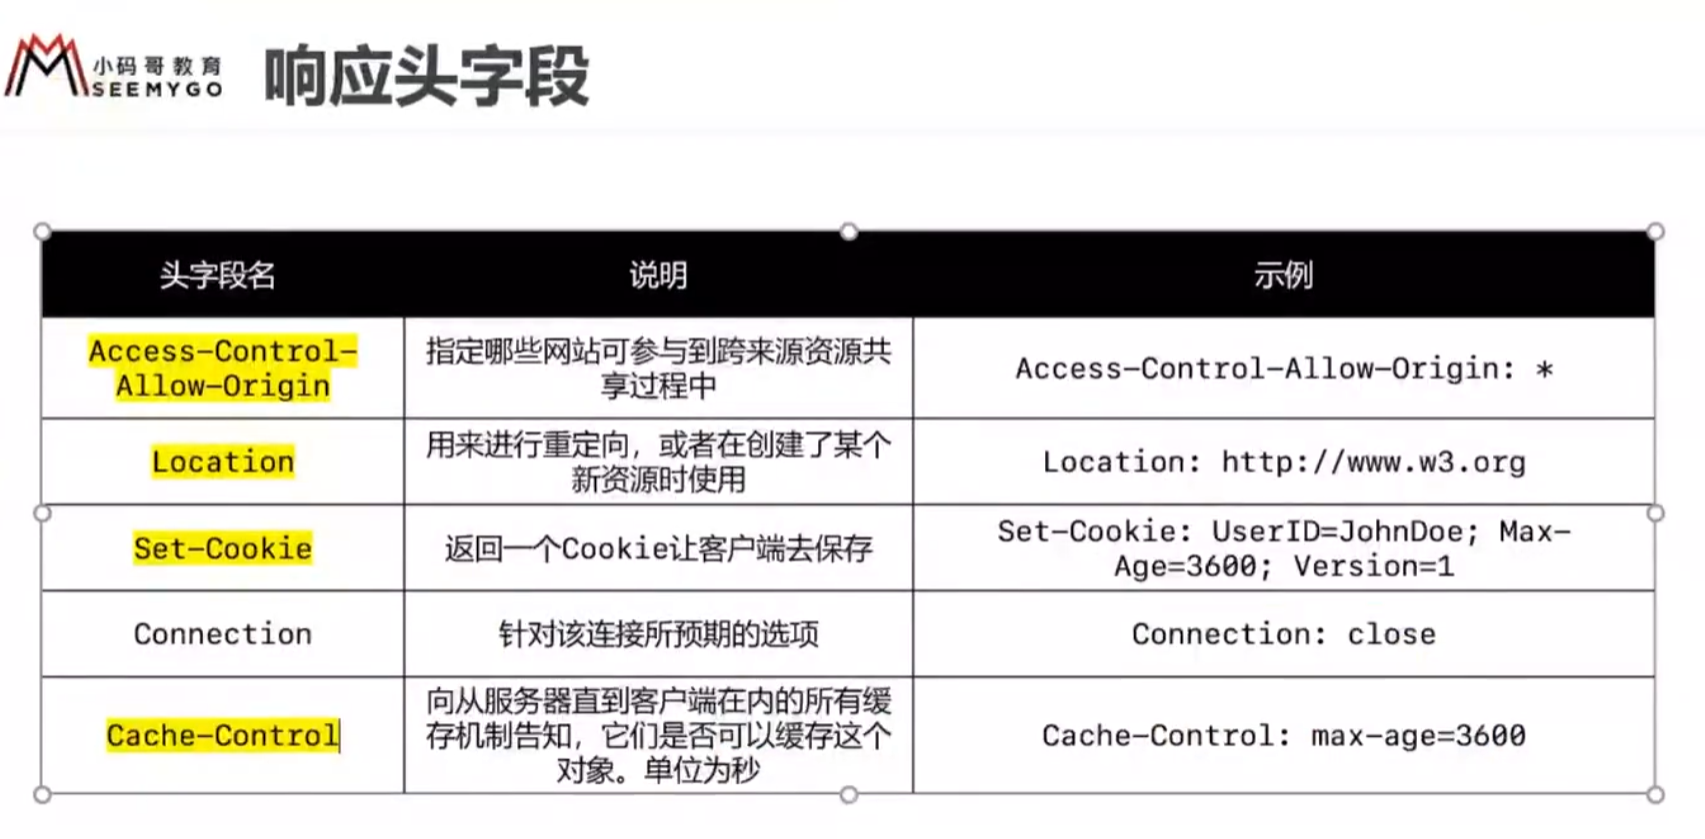 小码哥教育
SEEMYGO
响应头字段
头字段名
说明
示例
Access-Control-
Allow-Origin
指定哪些网站可参与到跨来源资源共
享过程中
Access-Control-Allow-Origin: *
Location
用来进行重定向，或者在创建了某个
新资源时使用
Location: http://www.w3.org
Set-Cookie
返回一个Cookie让客户端去保存
Set-Cookie: UserID=JohnDoe; Max-
Age=3600; Version=1
Connection
针对该连接所预期的选项
Connection: close
Cache-Control
向从服务器直到客户端在内的所有缓
存机制告知，它们是否可以缓存这个
对象。单位为秒
Cache-Control: max-age=3600